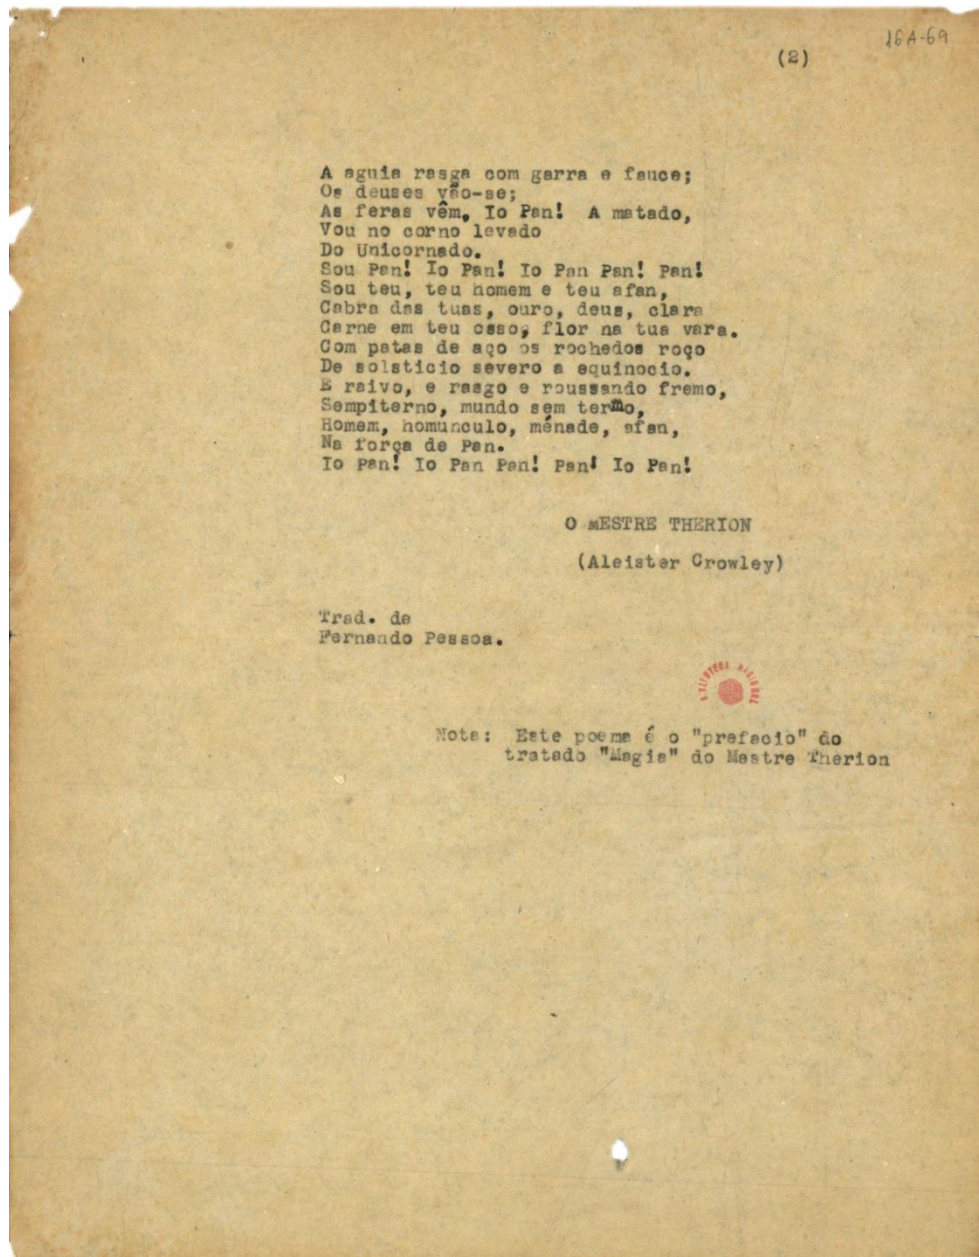 16A-69
(2)
A aguia rasga com garra e fauce;
Os deuses vão-se;
As feras vêm. Io Pan! A matado,
Vou no corno levado
Do Unicornado.
Sou Pan! Io Pan! Io Pan Pan! Pan!
Sou teu, teu homem e teu afan,
Cabra das tuas, ouro, deus, clara
Carne em teu osso, flor na tua vara.
Com patas de aço os rochedos roço
De solsticio severo a equinocio.
E raivo, e rasgo e roussando fremo,
Sempiterno, mundo sem termo,
Homem, homunculo, ménade, afan,
Na força de Pan.
Io Pan! Io Pan Pan! Pan! Io Pan!
O MESTRE THERION
(Aleister Crowley)
Trad. de
Fernando Pessoa.
BIBLIOTECA NACIONAL
Nota: Este poema é o "prefacio" do
tratado "Magia" do Mestre Therion